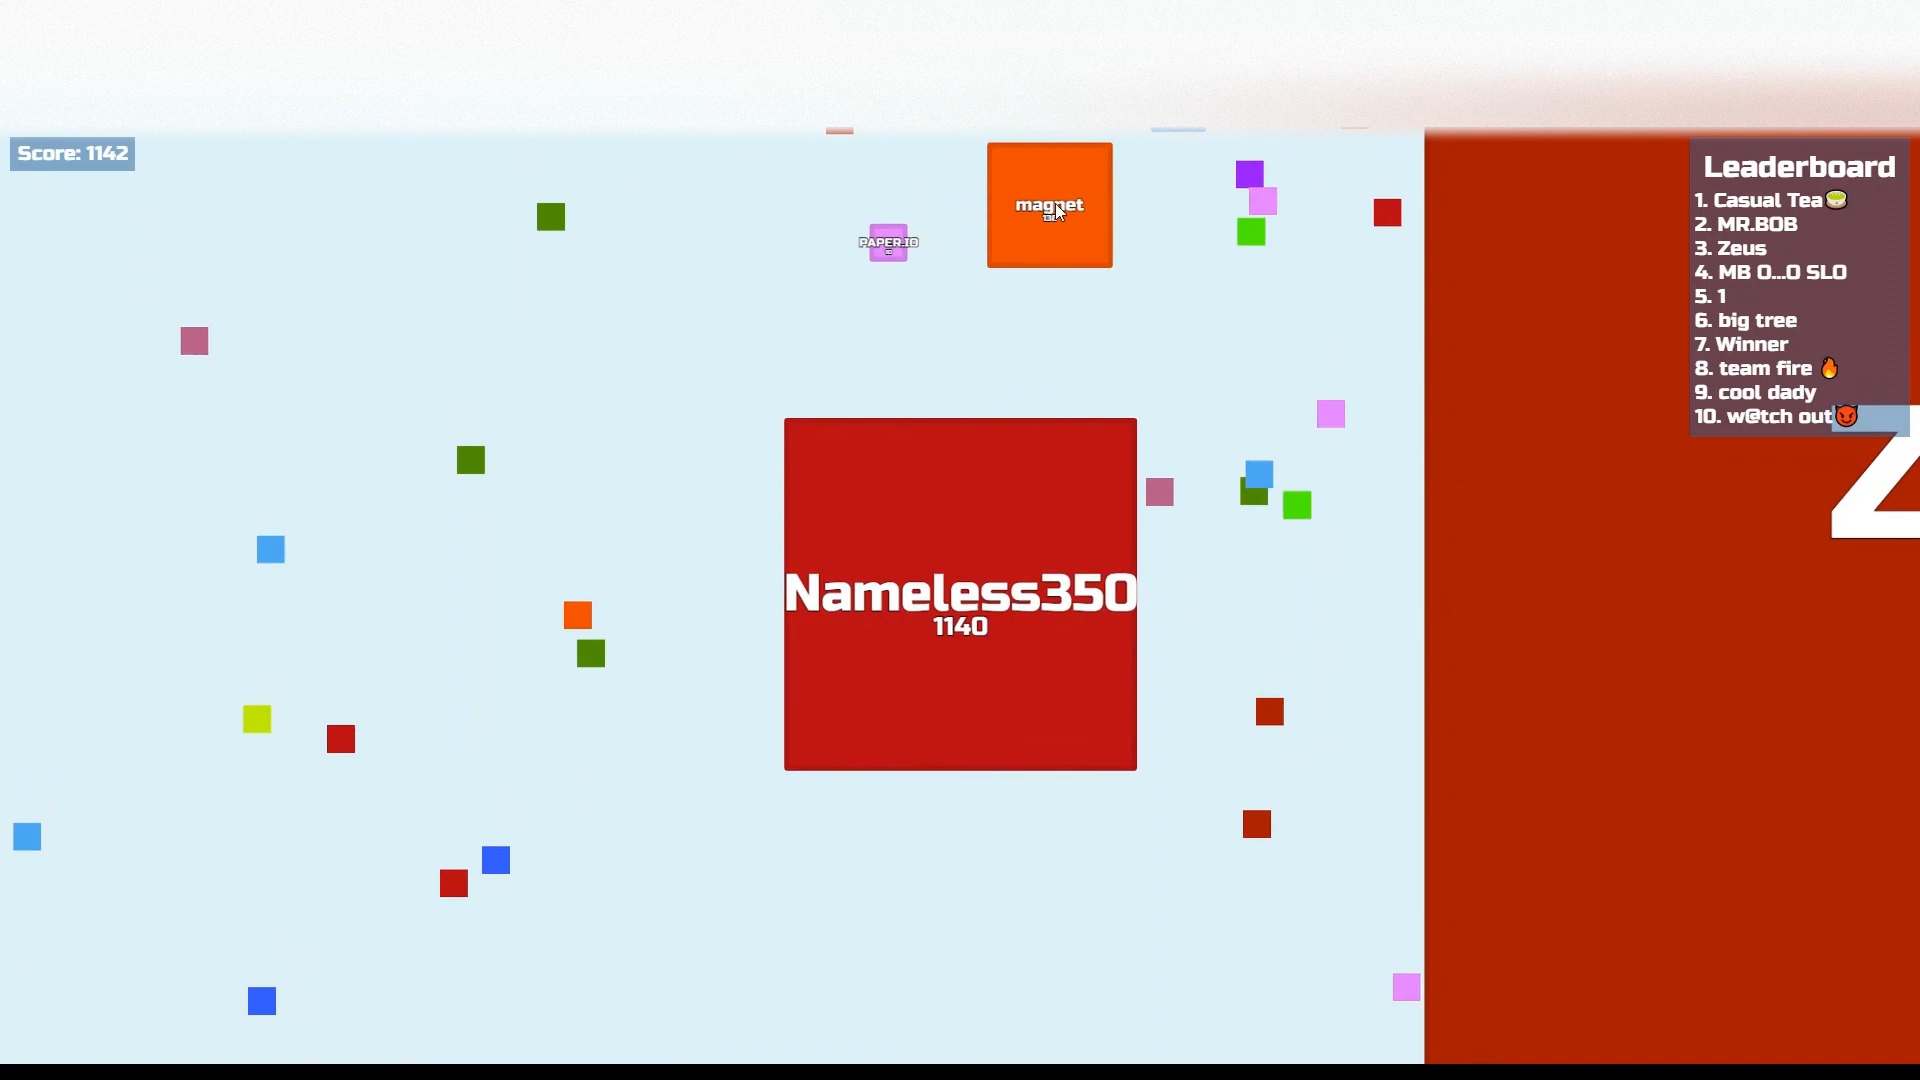 Score: 1142
magnet
PAPER.IO
Nameless350
1140
Leaderboard
1. Casual Tea🍵
2. MR.BOB
3. Zeus
4. MB O...O SLO
5. 1
6. big tree
7. Winner
8. team fire 🔥
9. cool dady
10. w@tch out😈